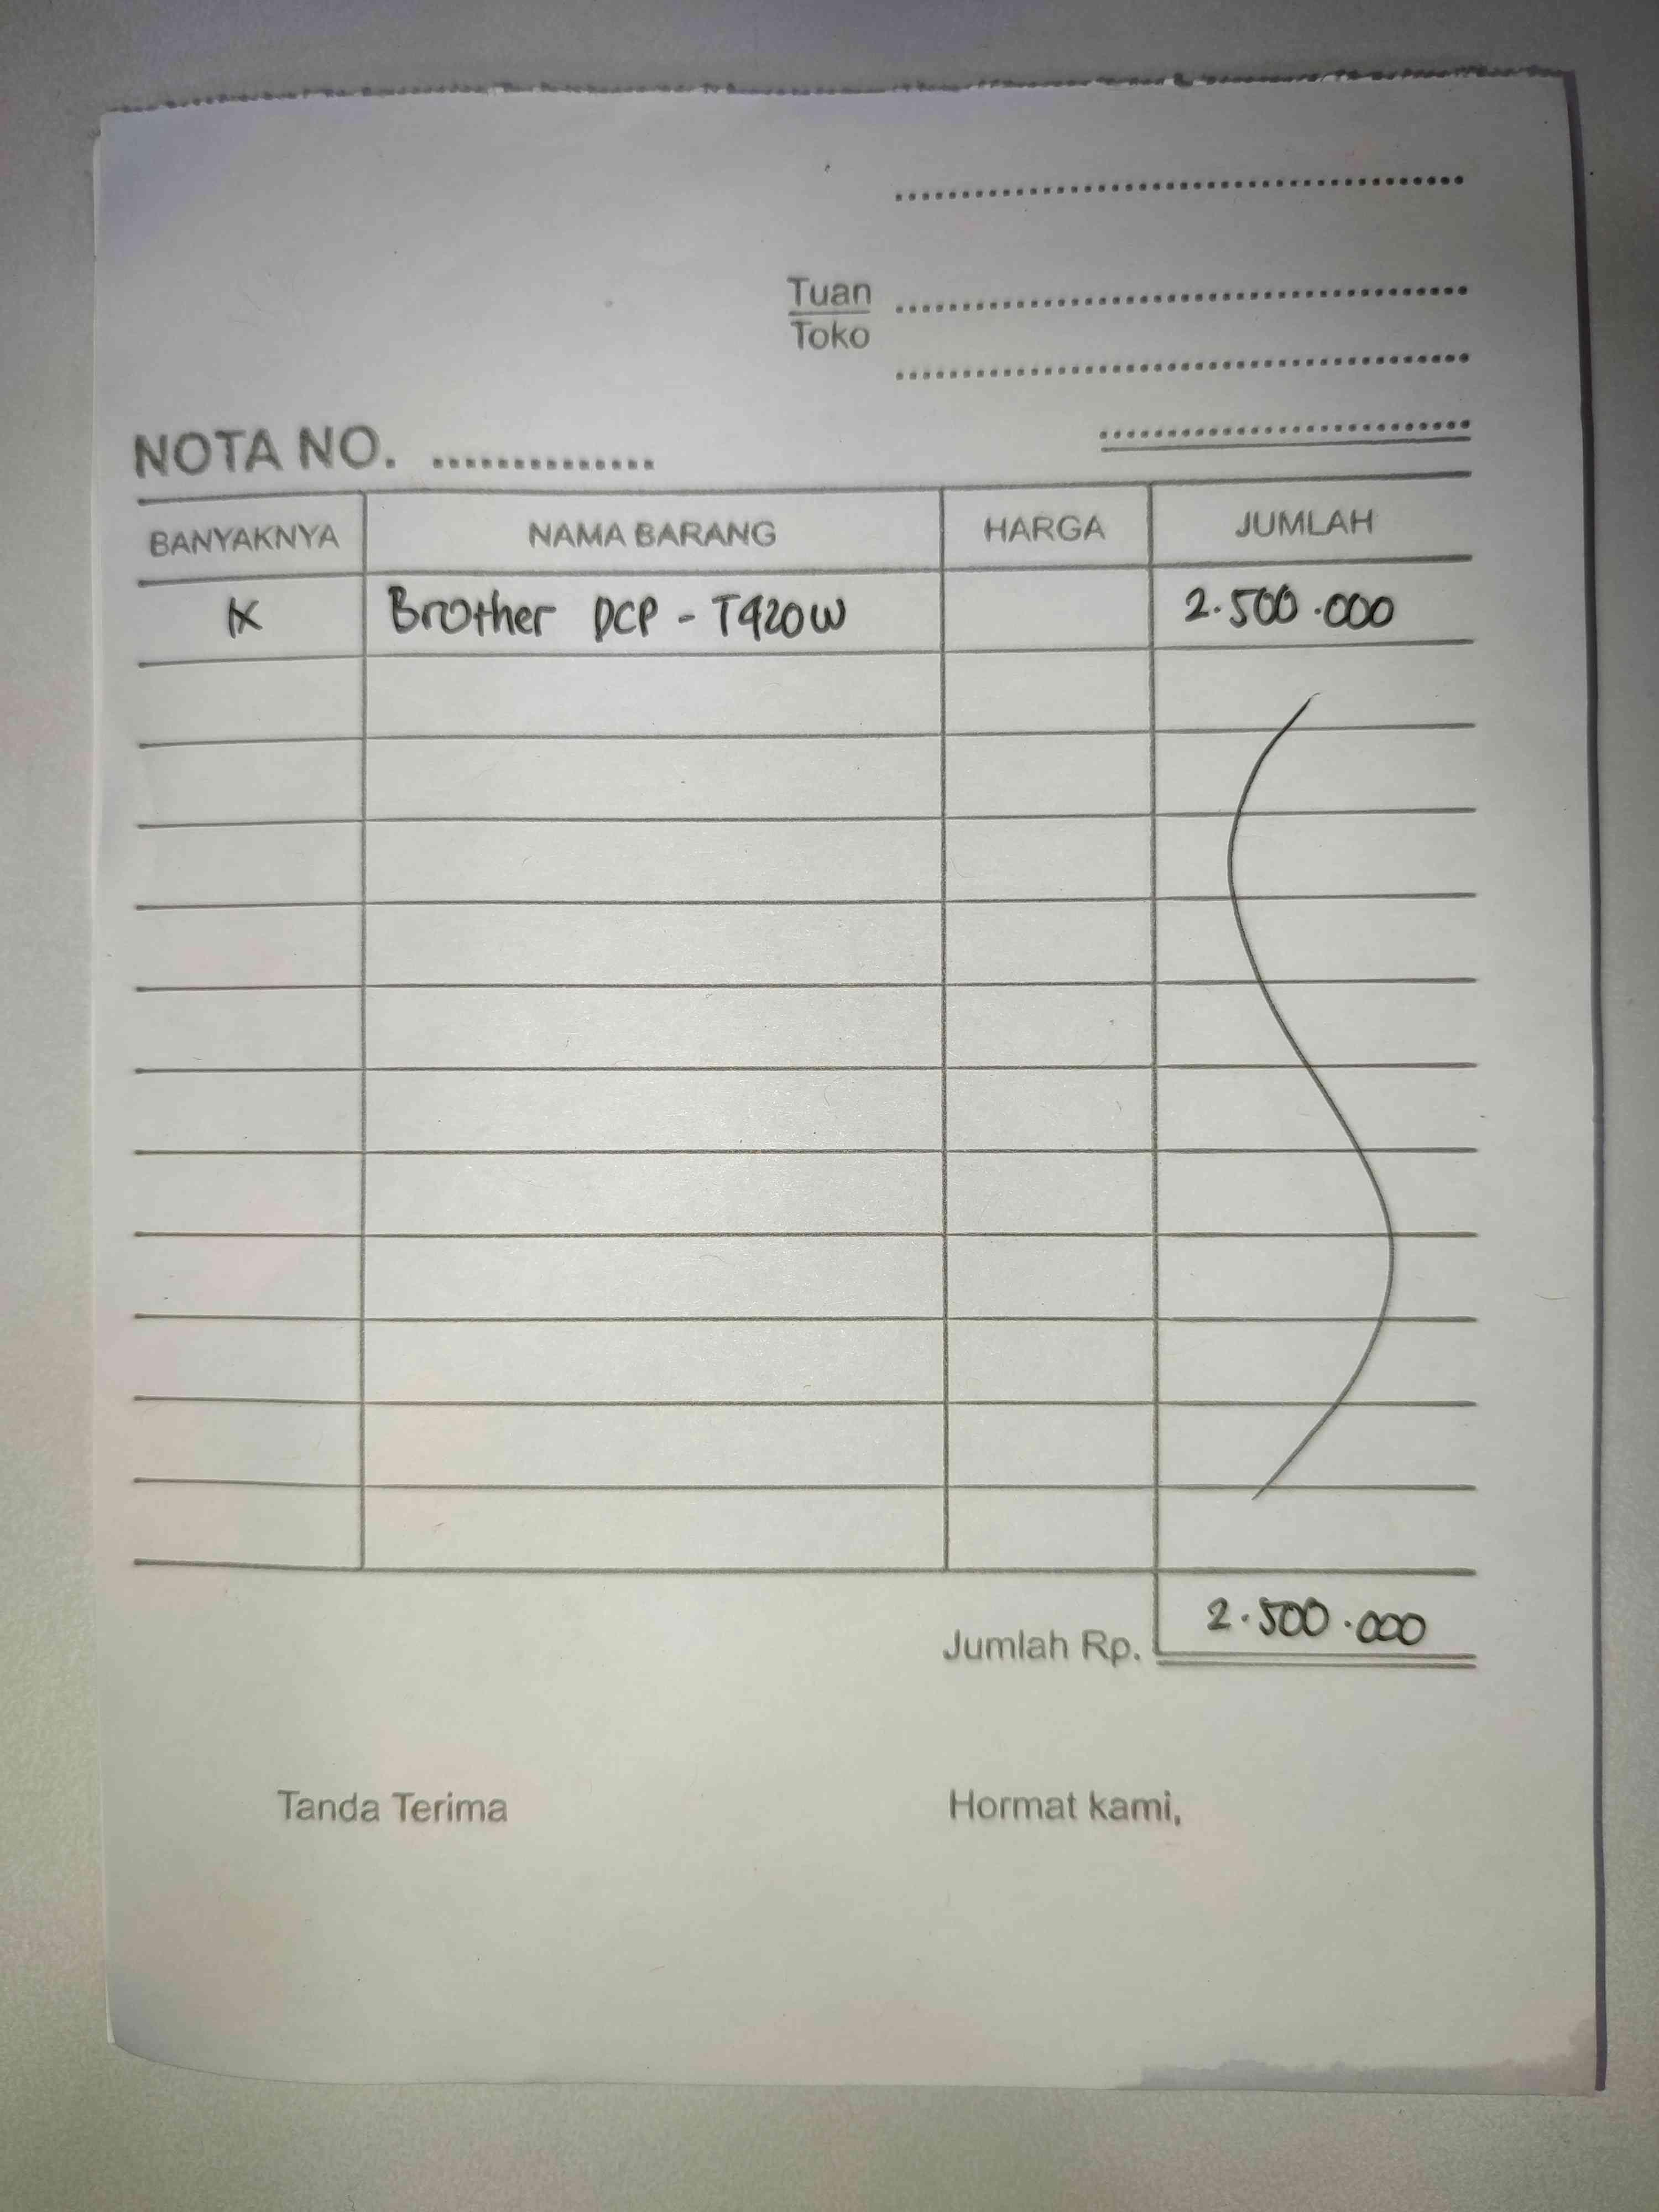 Tuan
Toko
NOTA NO. ..............
BANYAKNYA NAMA BARANG HARGA JUMLAH
1x Brother DCP - T420W 2.500.000
Jumlah Rp. 2.500.000
Tanda Terima Hormat kami,